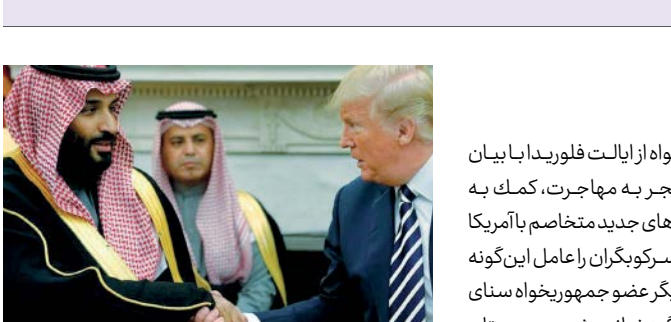 واه از ایالت فلوریدا با بیان
جر به مهاجرت، کمک به
های جدید متخاصم با آمریکا
سرکوبگران را عامل این‌گونه
یگر عضو جمهوریخواه سنای